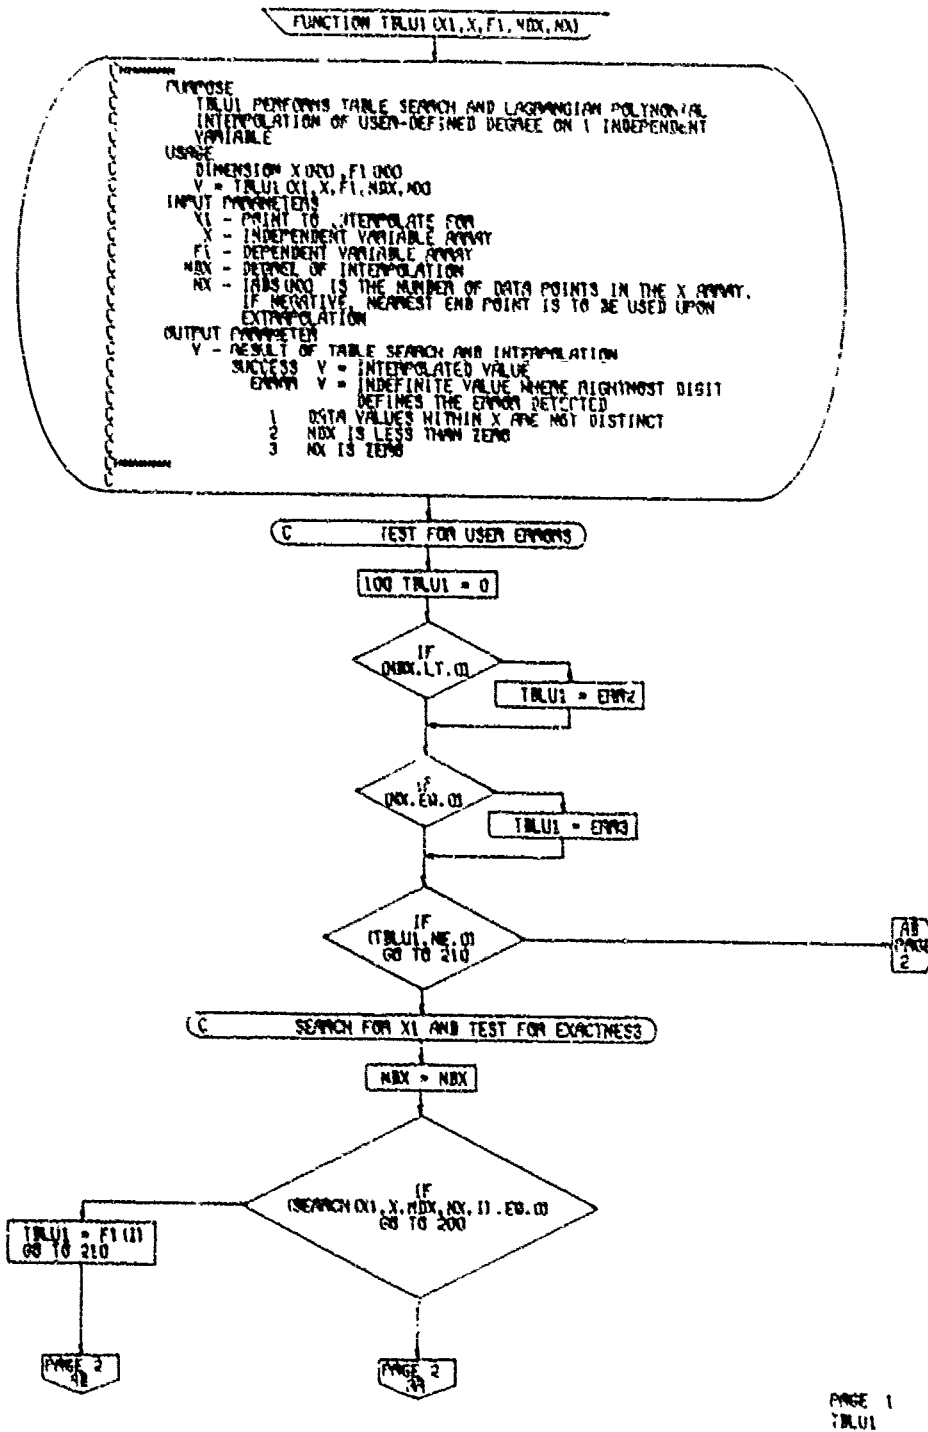 FUNCTION TBLU1(X1,X,F1,NDX,NX)
C*******
C PURPOSE
C TBLU1 PERFORMS TABLE SEARCH AND LAGRANGIAN POLYNOMIAL
C INTERPOLATION OF USER-DEFINED DEGREE ON 1 INDEPENDENT
C VARIABLE
C USAGE
C DIMENSION X(NX),F1(NX)
C Y = TBLU1(X1,X,F1,NDX,NX)
C INPUT PARAMETERS
C X1 - POINT TO INTERPOLATE FOR
C X - INDEPENDENT VARIABLE ARRAY
C F1 - DEPENDENT VARIABLE ARRAY
C NDX - DEGREE OF INTERPOLATION
C NX - IABS(NX) IS THE NUMBER OF DATA POINTS IN THE X ARRAY.
C IF NEGATIVE, NEAREST END POINT IS TO BE USED UPON
C EXTRAPOLATION
C OUTPUT PARAMETER
C Y - RESULT OF TABLE SEARCH AND INTERPOLATION
C SUCCESS Y = INTERPOLATED VALUE
C ERROR Y = INDEFINITE VALUE WHERE RIGHTMOST DIGIT
C DEFINES THE ERROR DETECTED
C 1 DATA VALUES WITHIN X ARE NOT DISTINCT
C 2 NDX IS LESS THAN ZERO
C 3 NX IS ZERO
C*******
C
C TEST FOR USER ERRORS
100 TBLU1 = 0
IF
(NDX.LT.0)
TBLU1 = ERR2
IF
(NX.EQ.0)
TBLU1 = ERR3
IF
(TBLU1.NE.0)
GO TO 210
AB
PAGE
2
C SEARCH FOR X1 AND TEST FOR EXACTNESS
MDX = NDX
IF
(SEARCH(X1,X,MDX,NX,I).EQ.0)
GO TO 200
TBLU1 = F1(I)
GO TO 210
PAGE 2
AB
PAGE 2
AA
PAGE 1
TBLU1